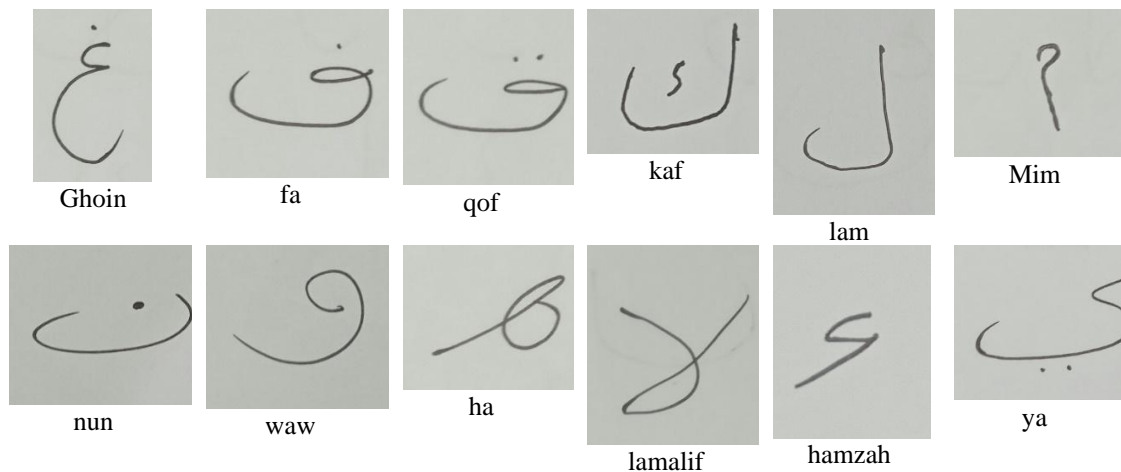 غ ف ق ك ل م
Ghoin fa qof kaf lam Mim
ن و ه لا ء ي
nun waw ha lamalif hamzah ya